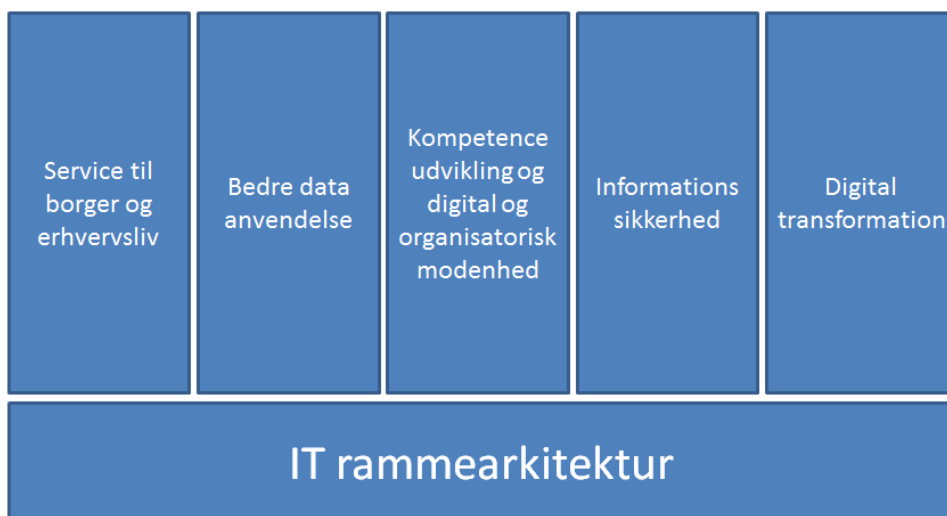 Service til
borger og
erhvervsliv
Bedre data
anvendelse
Kompetence
udvikling og
digital og
organisatorisk
modenhed
Informations
sikkerhed
Digital
transformation
IT rammearkitektur